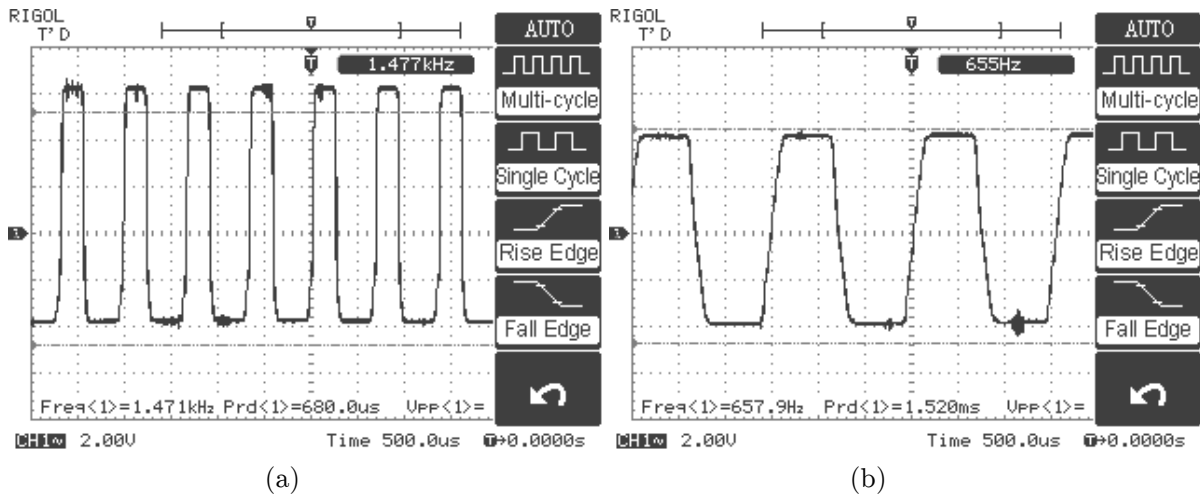 RIGOL
T'D
T
AUTO
T
1.477kHz
Multi-cycle
Single Cycle
1
Rise Edge
Fall Edge
Freq<1>=1.471kHz Prd<1>=680.0us Vpp<1>=
CH1~ 2.00V Time 500.0us T→0.0000s
(a)
RIGOL
T'D
T
AUTO
T
655Hz
Multi-cycle
Single Cycle
1
Rise Edge
Fall Edge
Freq<1>=657.9Hz Prd<1>=1.520ms Vpp<1>=
CH1~ 2.00V Time 500.0us T→0.0000s
(b)